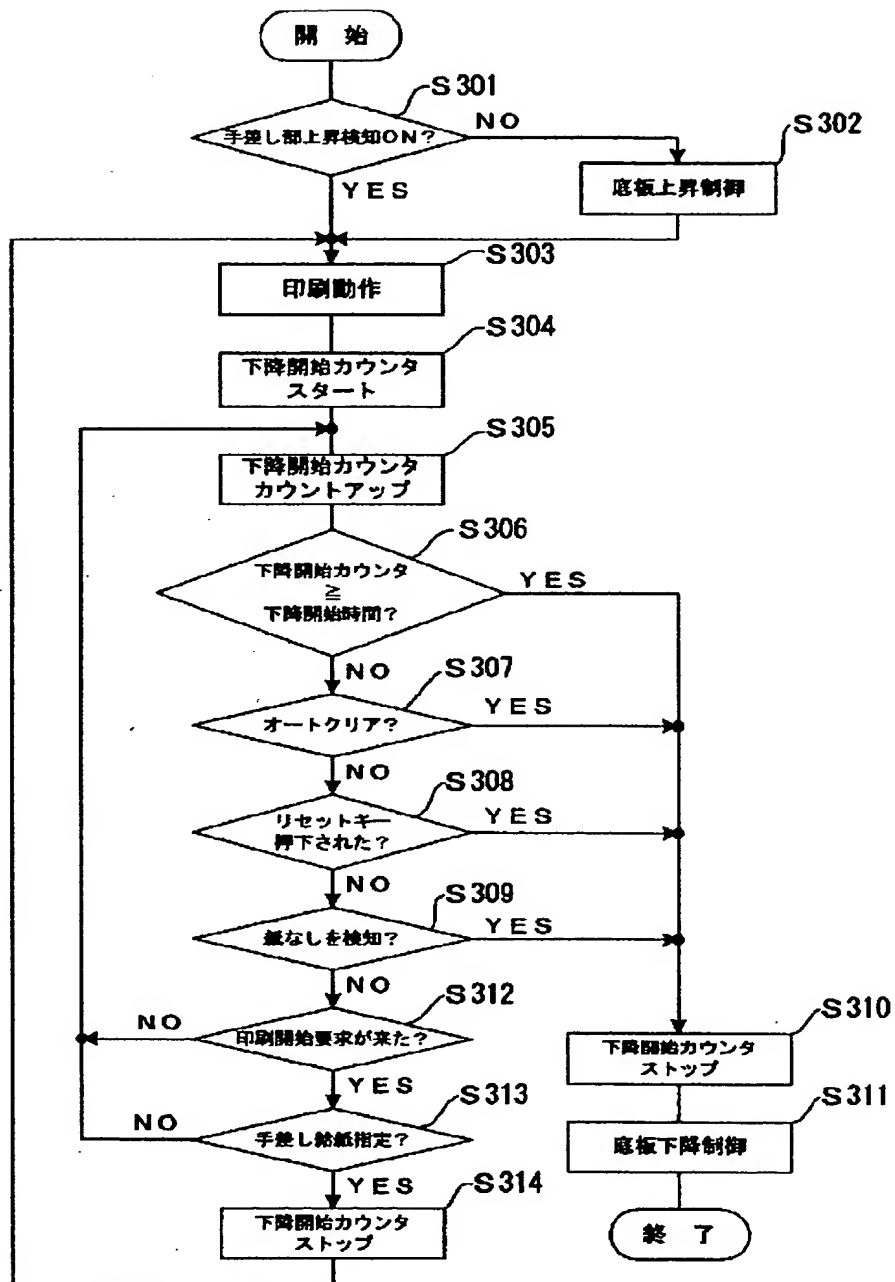 開 始
S301
手差し部上昇検知ON?
NO
S302
底板上昇制御
YES
S303
印刷動作
S304
下降開始カウンタ
スタート
S305
下降開始カウンタ
カウントアップ
S306
下降開始カウンタ
≧
下降開始時間?
YES
NO
S307
オートクリア?
YES
NO
S308
リセットキー
押下された?
YES
NO
S309
紙なしを検知?
YES
NO
S312
印刷開始要求が来た?
NO
S310
下降開始カウンタ
ストップ
YES
S313
手差し給紙指定?
NO
S311
底板下降制御
YES
S314
下降開始カウンタ
ストップ
終 了